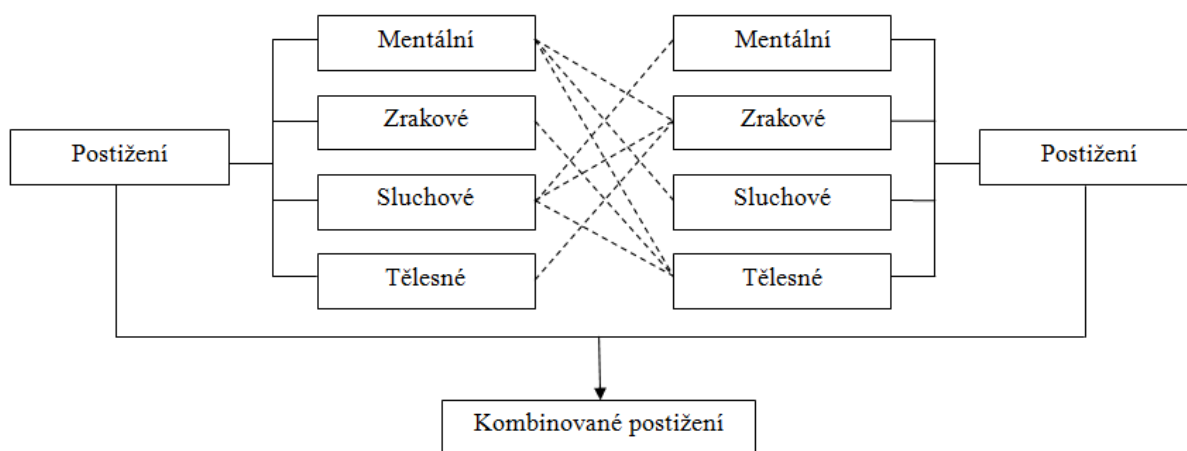 Mentální
Mentální
Zrakové
Zrakové
Postižení
Postižení
Sluchové
Sluchové
Tělesné
Tělesné
Kombinované postižení